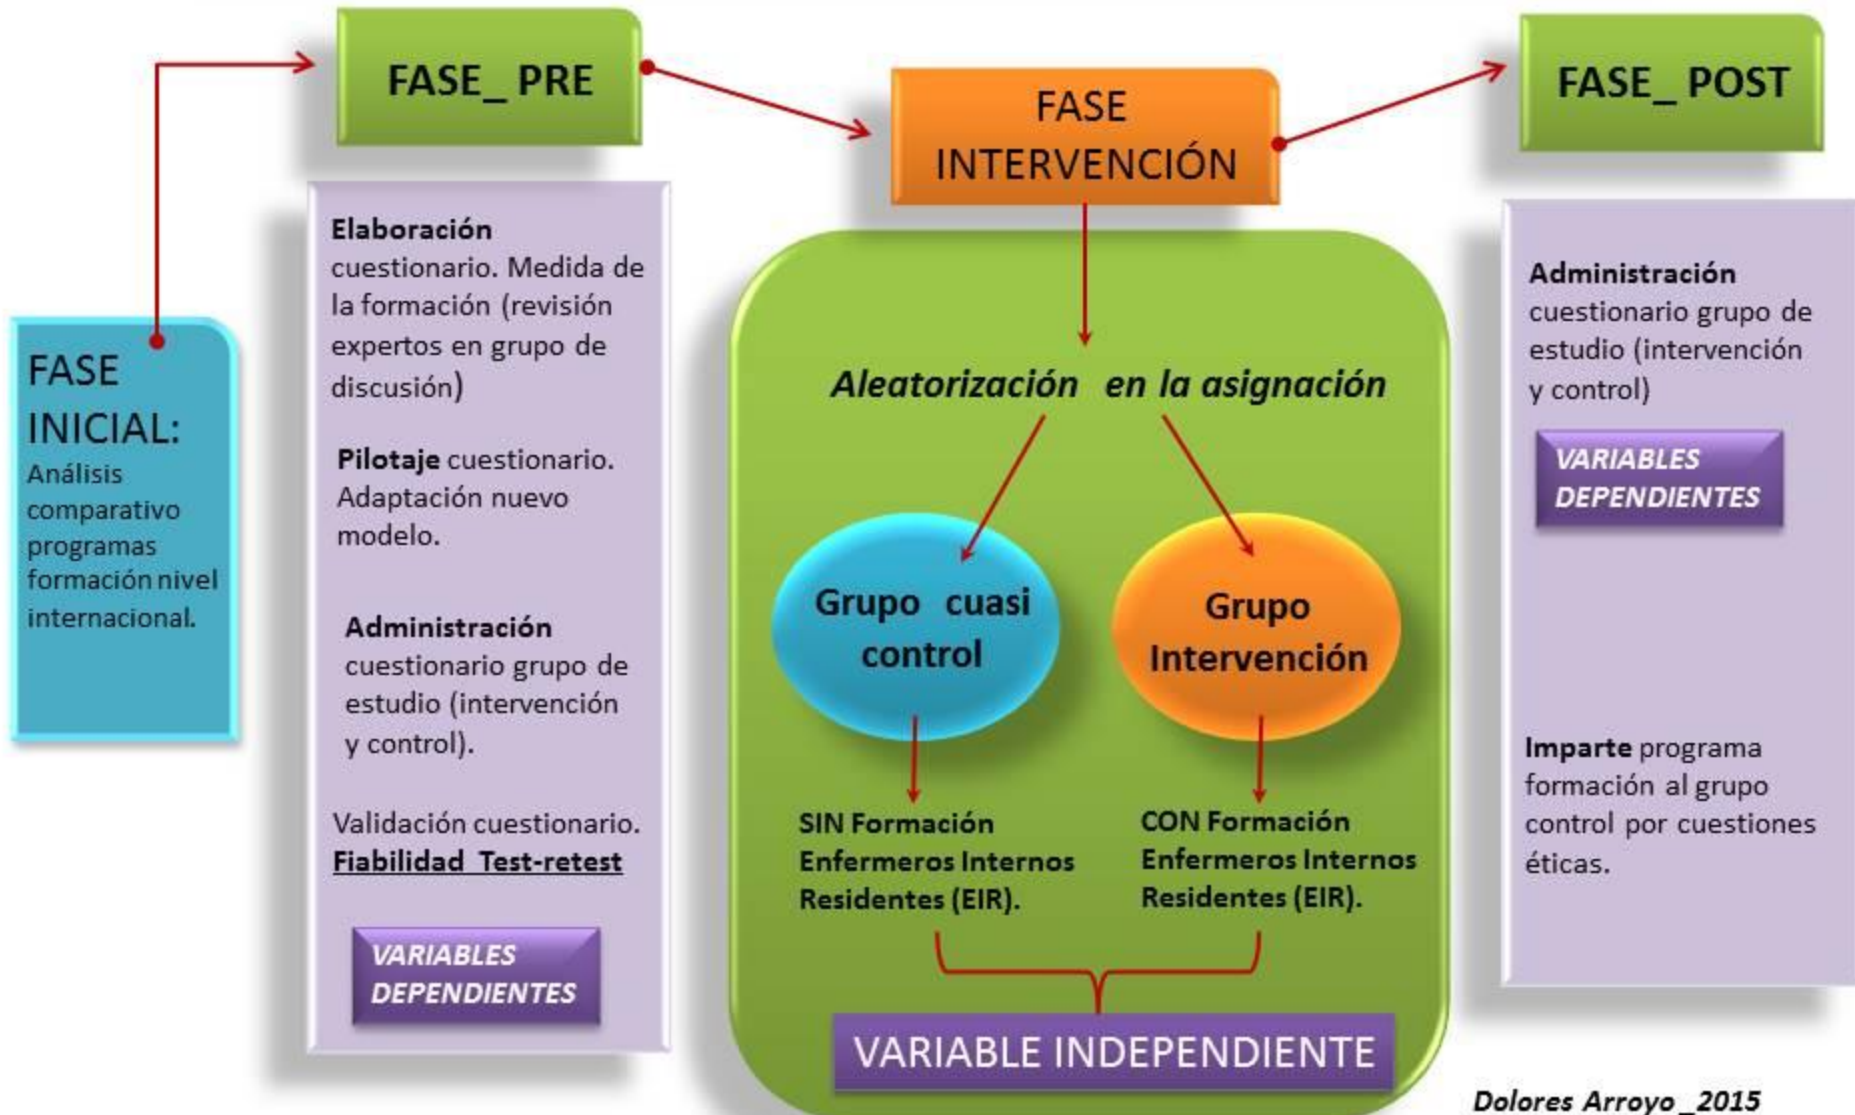 FASE
INICIAL:
Análisis
comparativo
programas
formación nivel
internacional.
FASE_ PRE
Elaboración
cuestionario. Medida de
la formación (revisión
expertos en grupo de
discusión)
Pilotaje cuestionario.
Adaptación nuevo
modelo.
Administración
cuestionario grupo de
estudio (intervención
y control).
Validación cuestionario.
Fiabilidad Test-retest
VARIABLES
DEPENDIENTES
FASE
INTERVENCIÓN
Aleatorización en la asignación
Grupo cuasi
control
Grupo
Intervención
SIN Formación
Enfermeros Internos
Residentes (EIR).
CON Formación
Enfermeros Internos
Residentes (EIR).
VARIABLE INDEPENDIENTE
FASE_ POST
Administración
cuestionario grupo de
estudio (intervención
y control)
VARIABLES
DEPENDIENTES
Imparte programa
formación al grupo
control por cuestiones
éticas.
Dolores Arroyo _2015